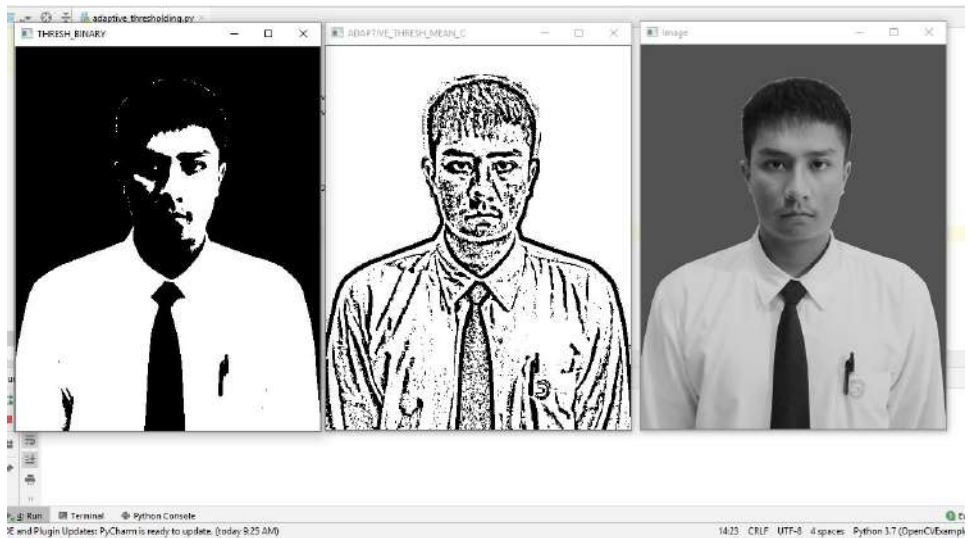 adaptive_thresholding.py
THRESH_BINARY
ADAPTIVE_THRESH_MEAN_C
Image
4: Run
Terminal
Python Console
E and Plugin Updates: PyCharm is ready to update. (today 9:25 AM)
14:23 CRLF UTF-8 4 spaces Python 3.7 (OpenCVExampl